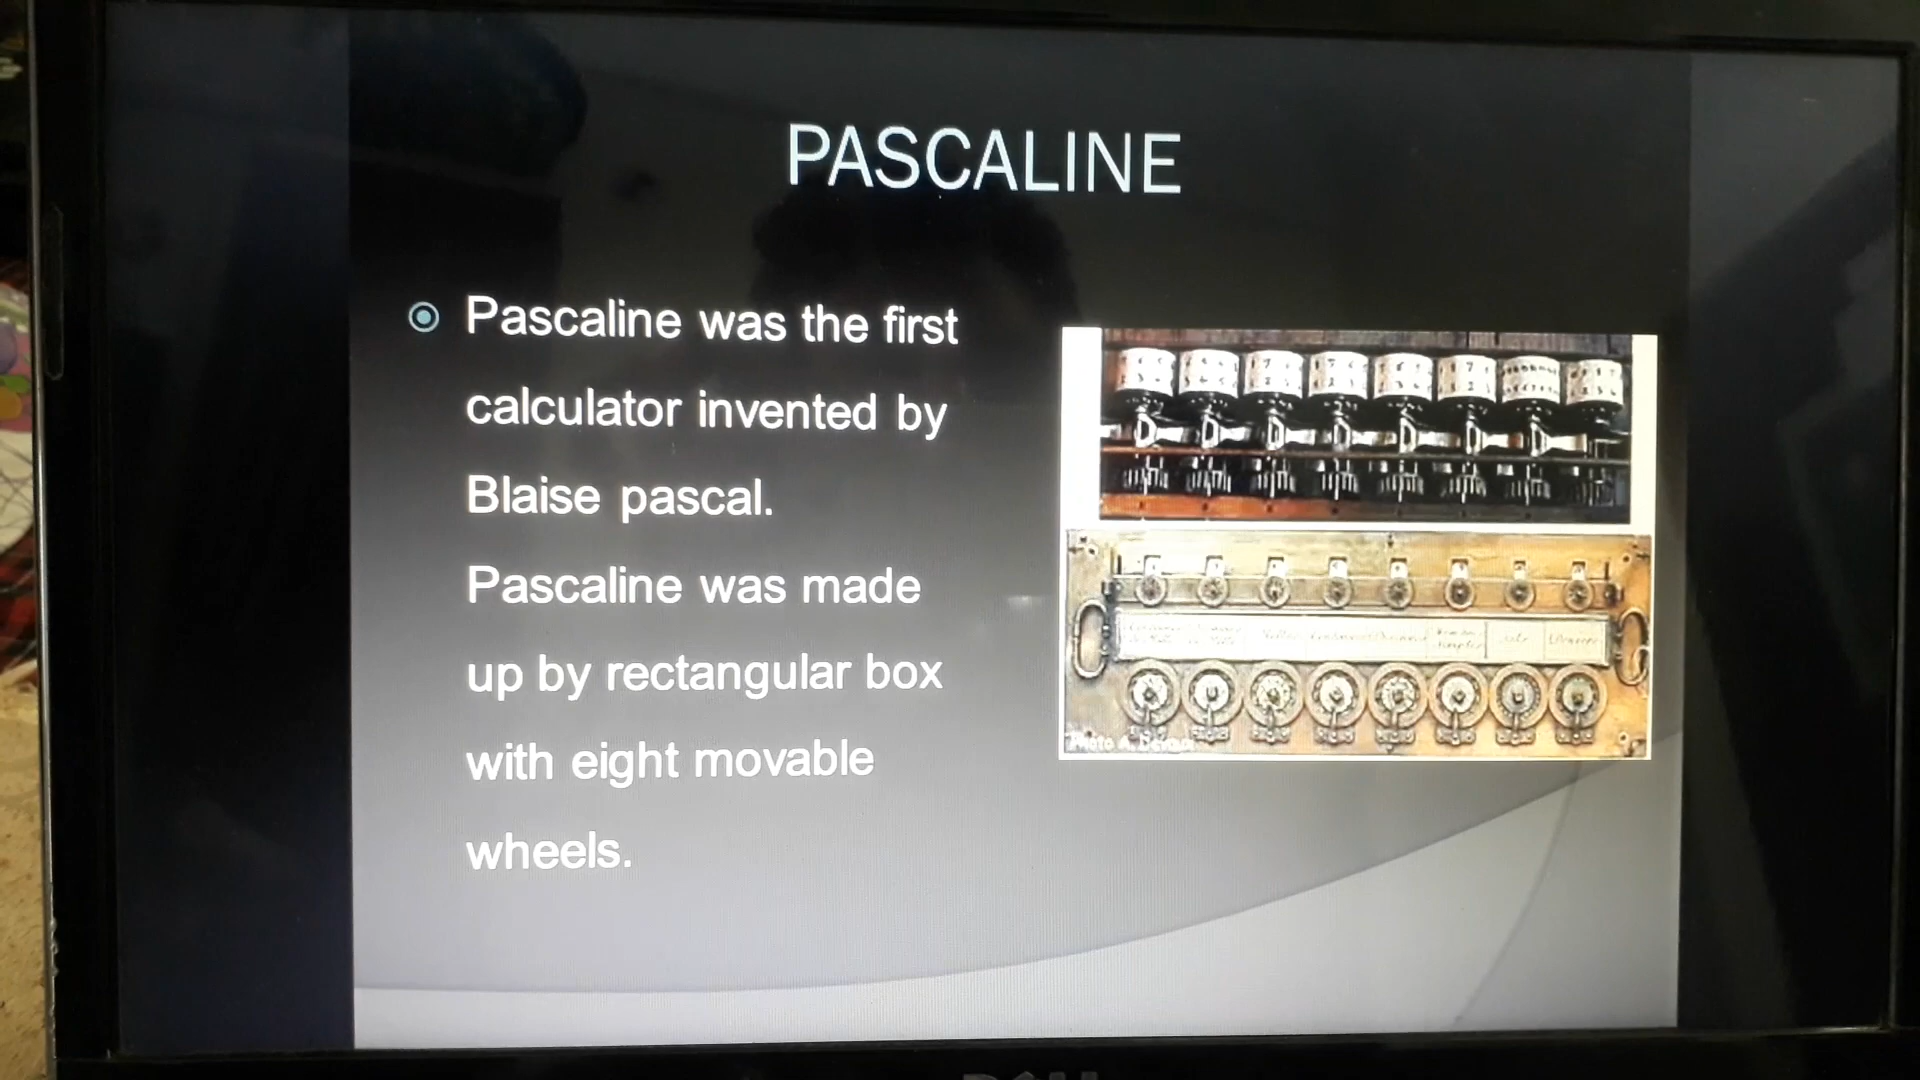 PASCALINE
Pascaline was the first
calculator invented by
Blaise pascal.
Pascaline was made
up by rectangular box
with eight movable
wheels.